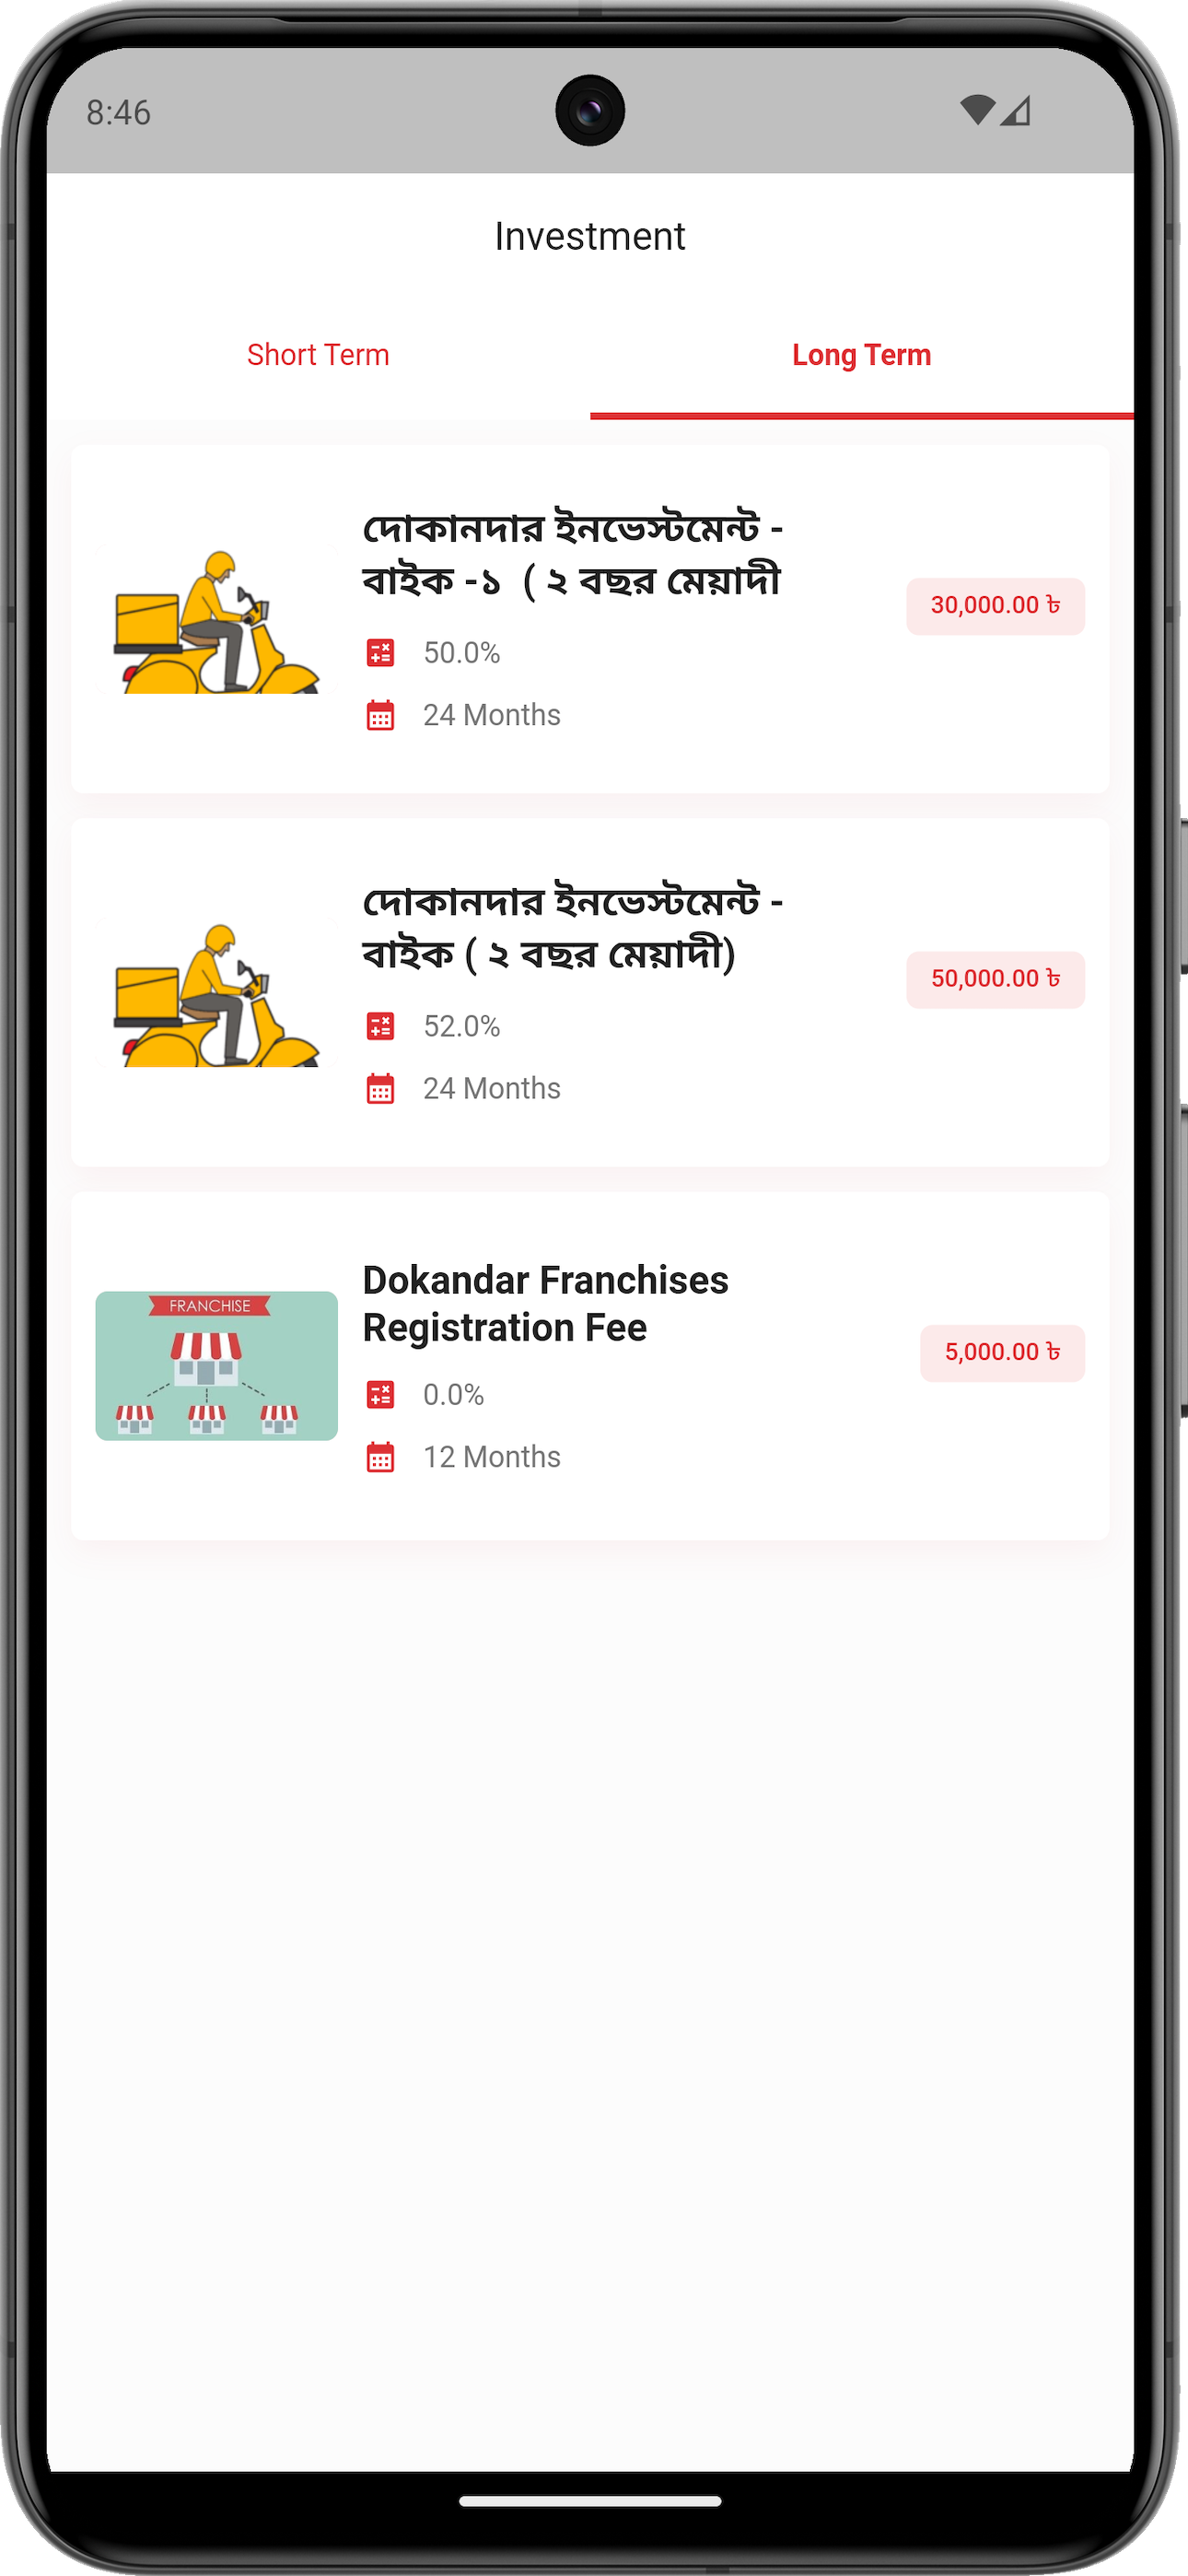 8:46
Investment
Short Term
Long Term
দোকানদার ইনভেস্টমেন্ট -
বাইক -১ ( ২ বছর মেয়াদী
30,000.00 ৳
50.0%
24 Months
দোকানদার ইনভেস্টমেন্ট -
বাইক ( ২ বছর মেয়াদী)
50,000.00 ৳
52.0%
24 Months
FRANCHISE
Dokandar Franchises
Registration Fee
5,000.00 ৳
0.0%
12 Months